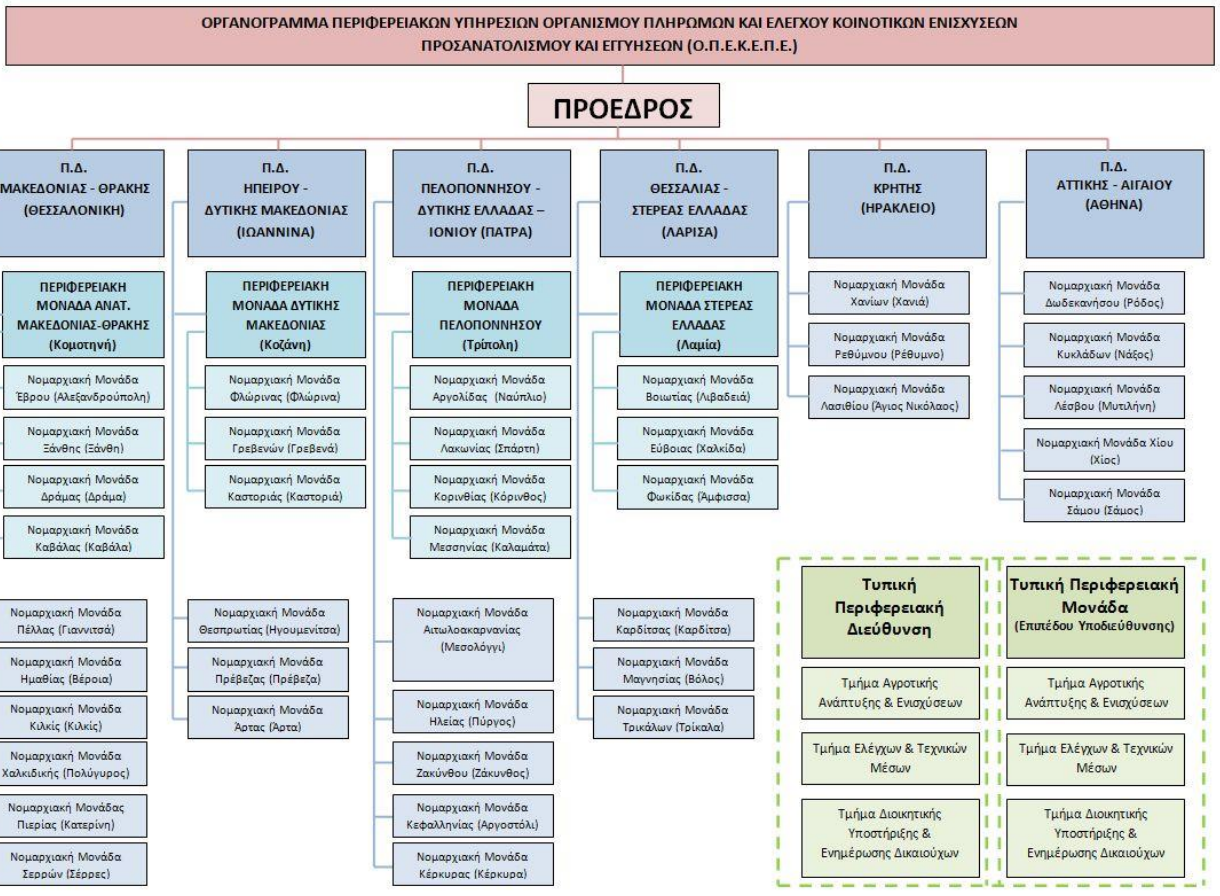 ΟΡΓΑΝΟΓΡΑΜΜΑ ΠΕΡΙΦΕΡΕΙΑΚΩΝ ΥΠΗΡΕΣΙΩΝ ΟΡΓΑΝΙΣΜΟΥ ΠΛΗΡΩΜΩΝ ΚΑΙ ΕΛΕΓΧΟΥ ΚΟΙΝΟΤΙΚΩΝ ΕΝΙΣΧΥΣΕΩΝ
ΠΡΟΣΑΝΑΤΟΛΙΣΜΟΥ ΚΑΙ ΕΓΓΥΗΣΕΩΝ (Ο.Π.Ε.Κ.Ε.Π.Ε.)
ΠΡΟΕΔΡΟΣ
Π.Δ.
ΜΑΚΕΔΟΝΙΑΣ - ΘΡΑΚΗΣ
(ΘΕΣΣΑΛΟΝΙΚΗ)
ΠΕΡΙΦΕΡΕΙΑΚΗ
ΜΟΝΑΔΑ ΑΝΑΤ.
ΜΑΚΕΔΟΝΙΑΣ-ΘΡΑΚΗΣ
(Κομοτηνή)
Νομαρχιακή Μονάδα
Έβρου (Αλεξανδρούπολη)
Νομαρχιακή Μονάδα
Ξάνθης (Ξάνθη)
Νομαρχιακή Μονάδα
Δράμας (Δράμα)
Νομαρχιακή Μονάδα
Καβάλας (Καβάλα)
Νομαρχιακή Μονάδα
Πέλλας (Γιαννιτσά)
Νομαρχιακή Μονάδα
Ημαθίας (Βέροια)
Νομαρχιακή Μονάδα
Κιλκίς (Κιλκίς)
Νομαρχιακή Μονάδα
Χαλκιδικής (Πολύγυρος)
Νομαρχιακή Μονάδας
Πιερίας (Κατερίνη)
Νομαρχιακή Μονάδα
Σερρών (Σέρρες)
Π.Δ.
ΗΠΕΙΡΟΥ -
ΔΥΤΙΚΗΣ ΜΑΚΕΔΟΝΙΑΣ
(ΙΩΑΝΝΙΝΑ)
ΠΕΡΙΦΕΡΕΙΑΚΗ
ΜΟΝΑΔΑ ΔΥΤΙΚΗΣ
ΜΑΚΕΔΟΝΙΑΣ
(Κοζάνη)
Νομαρχιακή Μονάδα
Φλώρινας (Φλώρινα)
Νομαρχιακή Μονάδα
Γρεβενών (Γρεβενά)
Νομαρχιακή Μονάδα
Καστοριάς (Καστοριά)
Νομαρχιακή Μονάδα
Θεσπρωτίας (Ηγουμενίτσα)
Νομαρχιακή Μονάδα
Πρέβεζας (Πρέβεζα)
Νομαρχιακή Μονάδα
Άρτας (Άρτα)
Π.Δ.
ΠΕΛΟΠΟΝΝΗΣΟΥ -
ΔΥΤΙΚΗΣ ΕΛΛΑΔΑΣ –
ΙΟΝΙΟΥ (ΠΑΤΡΑ)
ΠΕΡΙΦΕΡΕΙΑΚΗ
ΜΟΝΑΔΑ
ΠΕΛΟΠΟΝΝΗΣΟΥ
(Τρίπολη)
Νομαρχιακή Μονάδα
Αργολίδας (Ναύπλιο)
Νομαρχιακή Μονάδα
Λακωνίας (Σπάρτη)
Νομαρχιακή Μονάδα
Κορινθίας (Κόρινθος)
Νομαρχιακή Μονάδα
Μεσσηνίας (Καλαμάτα)
Νομαρχιακή Μονάδα
Αιτωλοακαρνανίας
(Μεσολόγγι)
Νομαρχιακή Μονάδα
Ηλείας (Πύργος)
Νομαρχιακή Μονάδα
Ζακύνθου (Ζάκυνθος)
Νομαρχιακή Μονάδα
Κεφαλληνίας (Αργοστόλι)
Νομαρχιακή Μονάδα
Κέρκυρας (Κέρκυρα)
Π.Δ.
ΘΕΣΣΑΛΙΑΣ -
ΣΤΕΡΕΑΣ ΕΛΛΑΔΑΣ
(ΛΑΡΙΣΑ)
ΠΕΡΙΦΕΡΕΙΑΚΗ
ΜΟΝΑΔΑ ΣΤΕΡΕΑΣ
ΕΛΛΑΔΑΣ
(Λαμία)
Νομαρχιακή Μονάδα
Βοιωτίας (Λιβαδειά)
Νομαρχιακή Μονάδα
Εύβοιας (Χαλκίδα)
Νομαρχιακή Μονάδα
Φωκίδας (Άμφισσα)
Νομαρχιακή Μονάδα
Καρδίτσας (Καρδίτσα)
Νομαρχιακή Μονάδα
Μαγνησίας (Βόλος)
Νομαρχιακή Μονάδα
Τρικάλων (Τρίκαλα)
Π.Δ.
ΚΡΗΤΗΣ
(ΗΡΑΚΛΕΙΟ)
Νομαρχιακή Μονάδα
Χανίων (Χανιά)
Νομαρχιακή Μονάδα
Ρεθύμνου (Ρέθυμνο)
Νομαρχιακή Μονάδα
Λασιθίου (Άγιος Νικόλαος)
Π.Δ.
ΑΤΤΙΚΗΣ - ΑΙΓΑΙΟΥ
(ΑΘΗΝΑ)
Νομαρχιακή Μονάδα
Δωδεκανήσου (Ρόδος)
Νομαρχιακή Μονάδα
Κυκλάδων (Νάξος)
Νομαρχιακή Μονάδα
Λέσβου (Μυτιλήνη)
Νομαρχιακή Μονάδα Χίου
(Χίος)
Νομαρχιακή Μονάδα
Σάμου (Σάμος)
Τυπική
Περιφερειακή
Διεύθυνση
Τμήμα Αγροτικής
Ανάπτυξης & Ενισχύσεων
Τμήμα Ελέγχων & Τεχνικών
Μέσων
Τμήμα Διοικητικής
Υποστήριξης &
Ενημέρωσης Δικαιούχων
Τυπική Περιφερειακή
Μονάδα
(Επιπέδου Υποδιεύθυνσης)
Τμήμα Αγροτικής
Ανάπτυξης & Ενισχύσεων
Τμήμα Ελέγχων & Τεχνικών
Μέσων
Τμήμα Διοικητικής
Υποστήριξης &
Ενημέρωσης Δικαιούχων